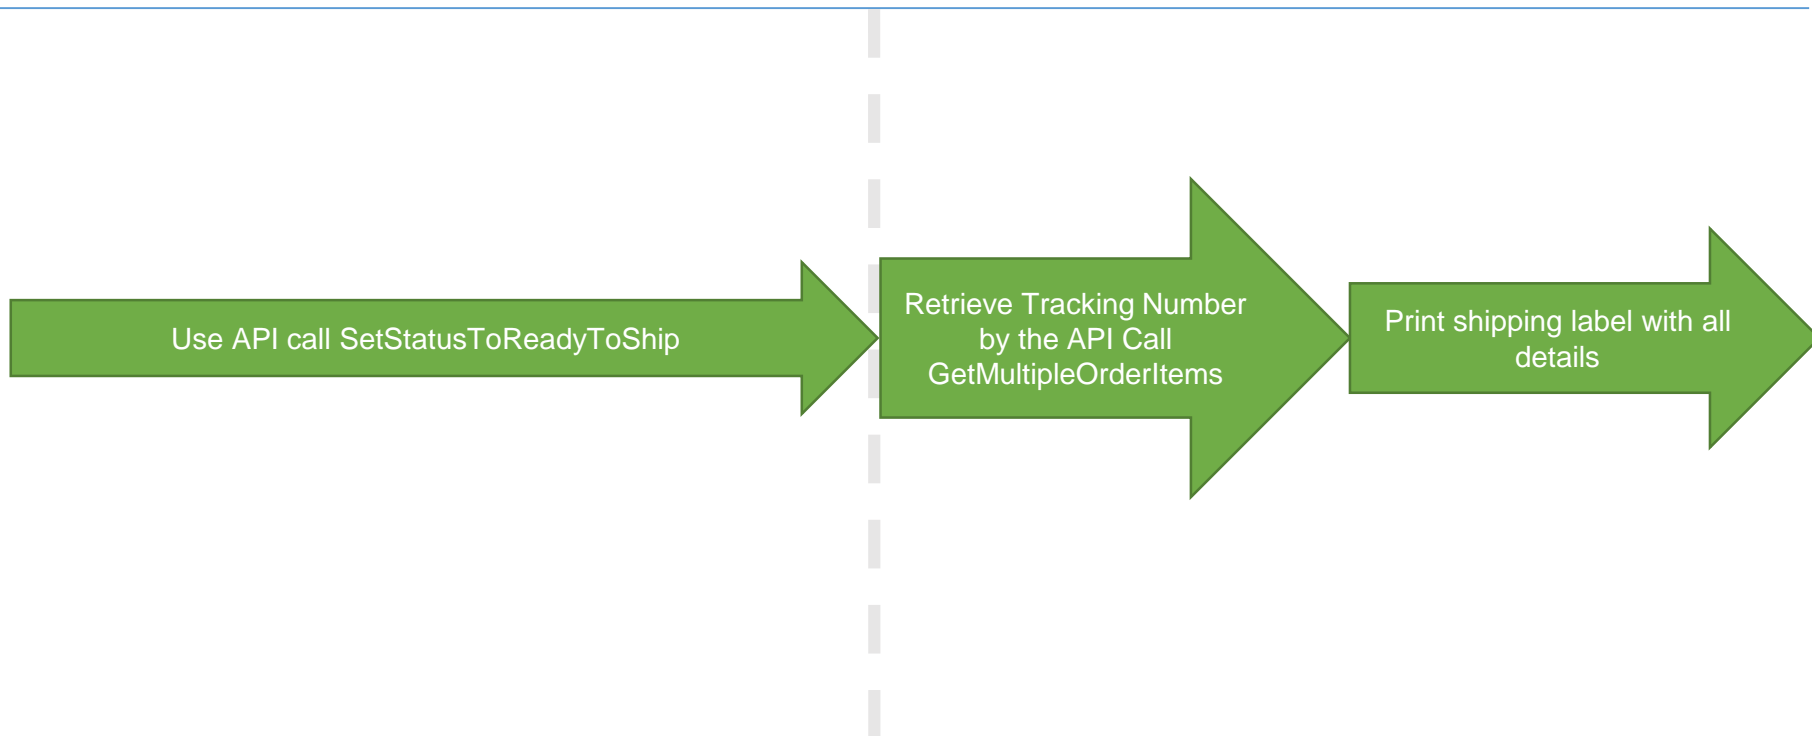 Use API call SetStatusToReadyToShip
Retrieve Tracking Number
by the API Call
GetMultipleOrderItems
Print shipping label with all
details